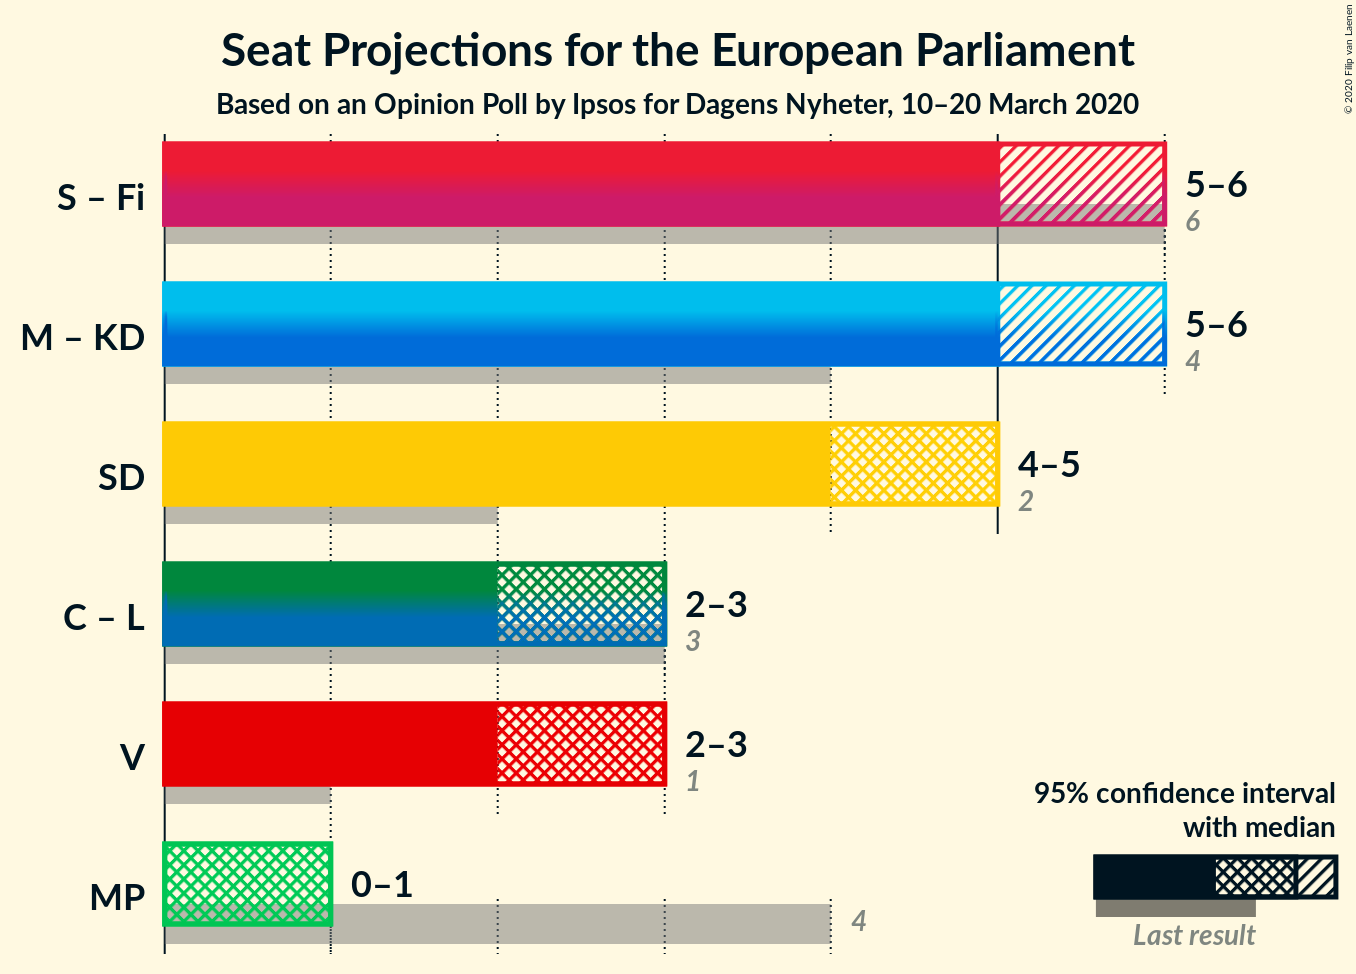 Seat Projections for the European Parliament
Based on an Opinion Poll by Ipsos for Dagens Nyheter, 10–20 March 2020
© 2020 Filip van Laenen
S – Fi
5–6
6
M – KD
5–6
4
SD
4–5
2
C – L
2–3
3
V
2–3
1
MP
0–1
4
95% confidence interval
with median
Last result